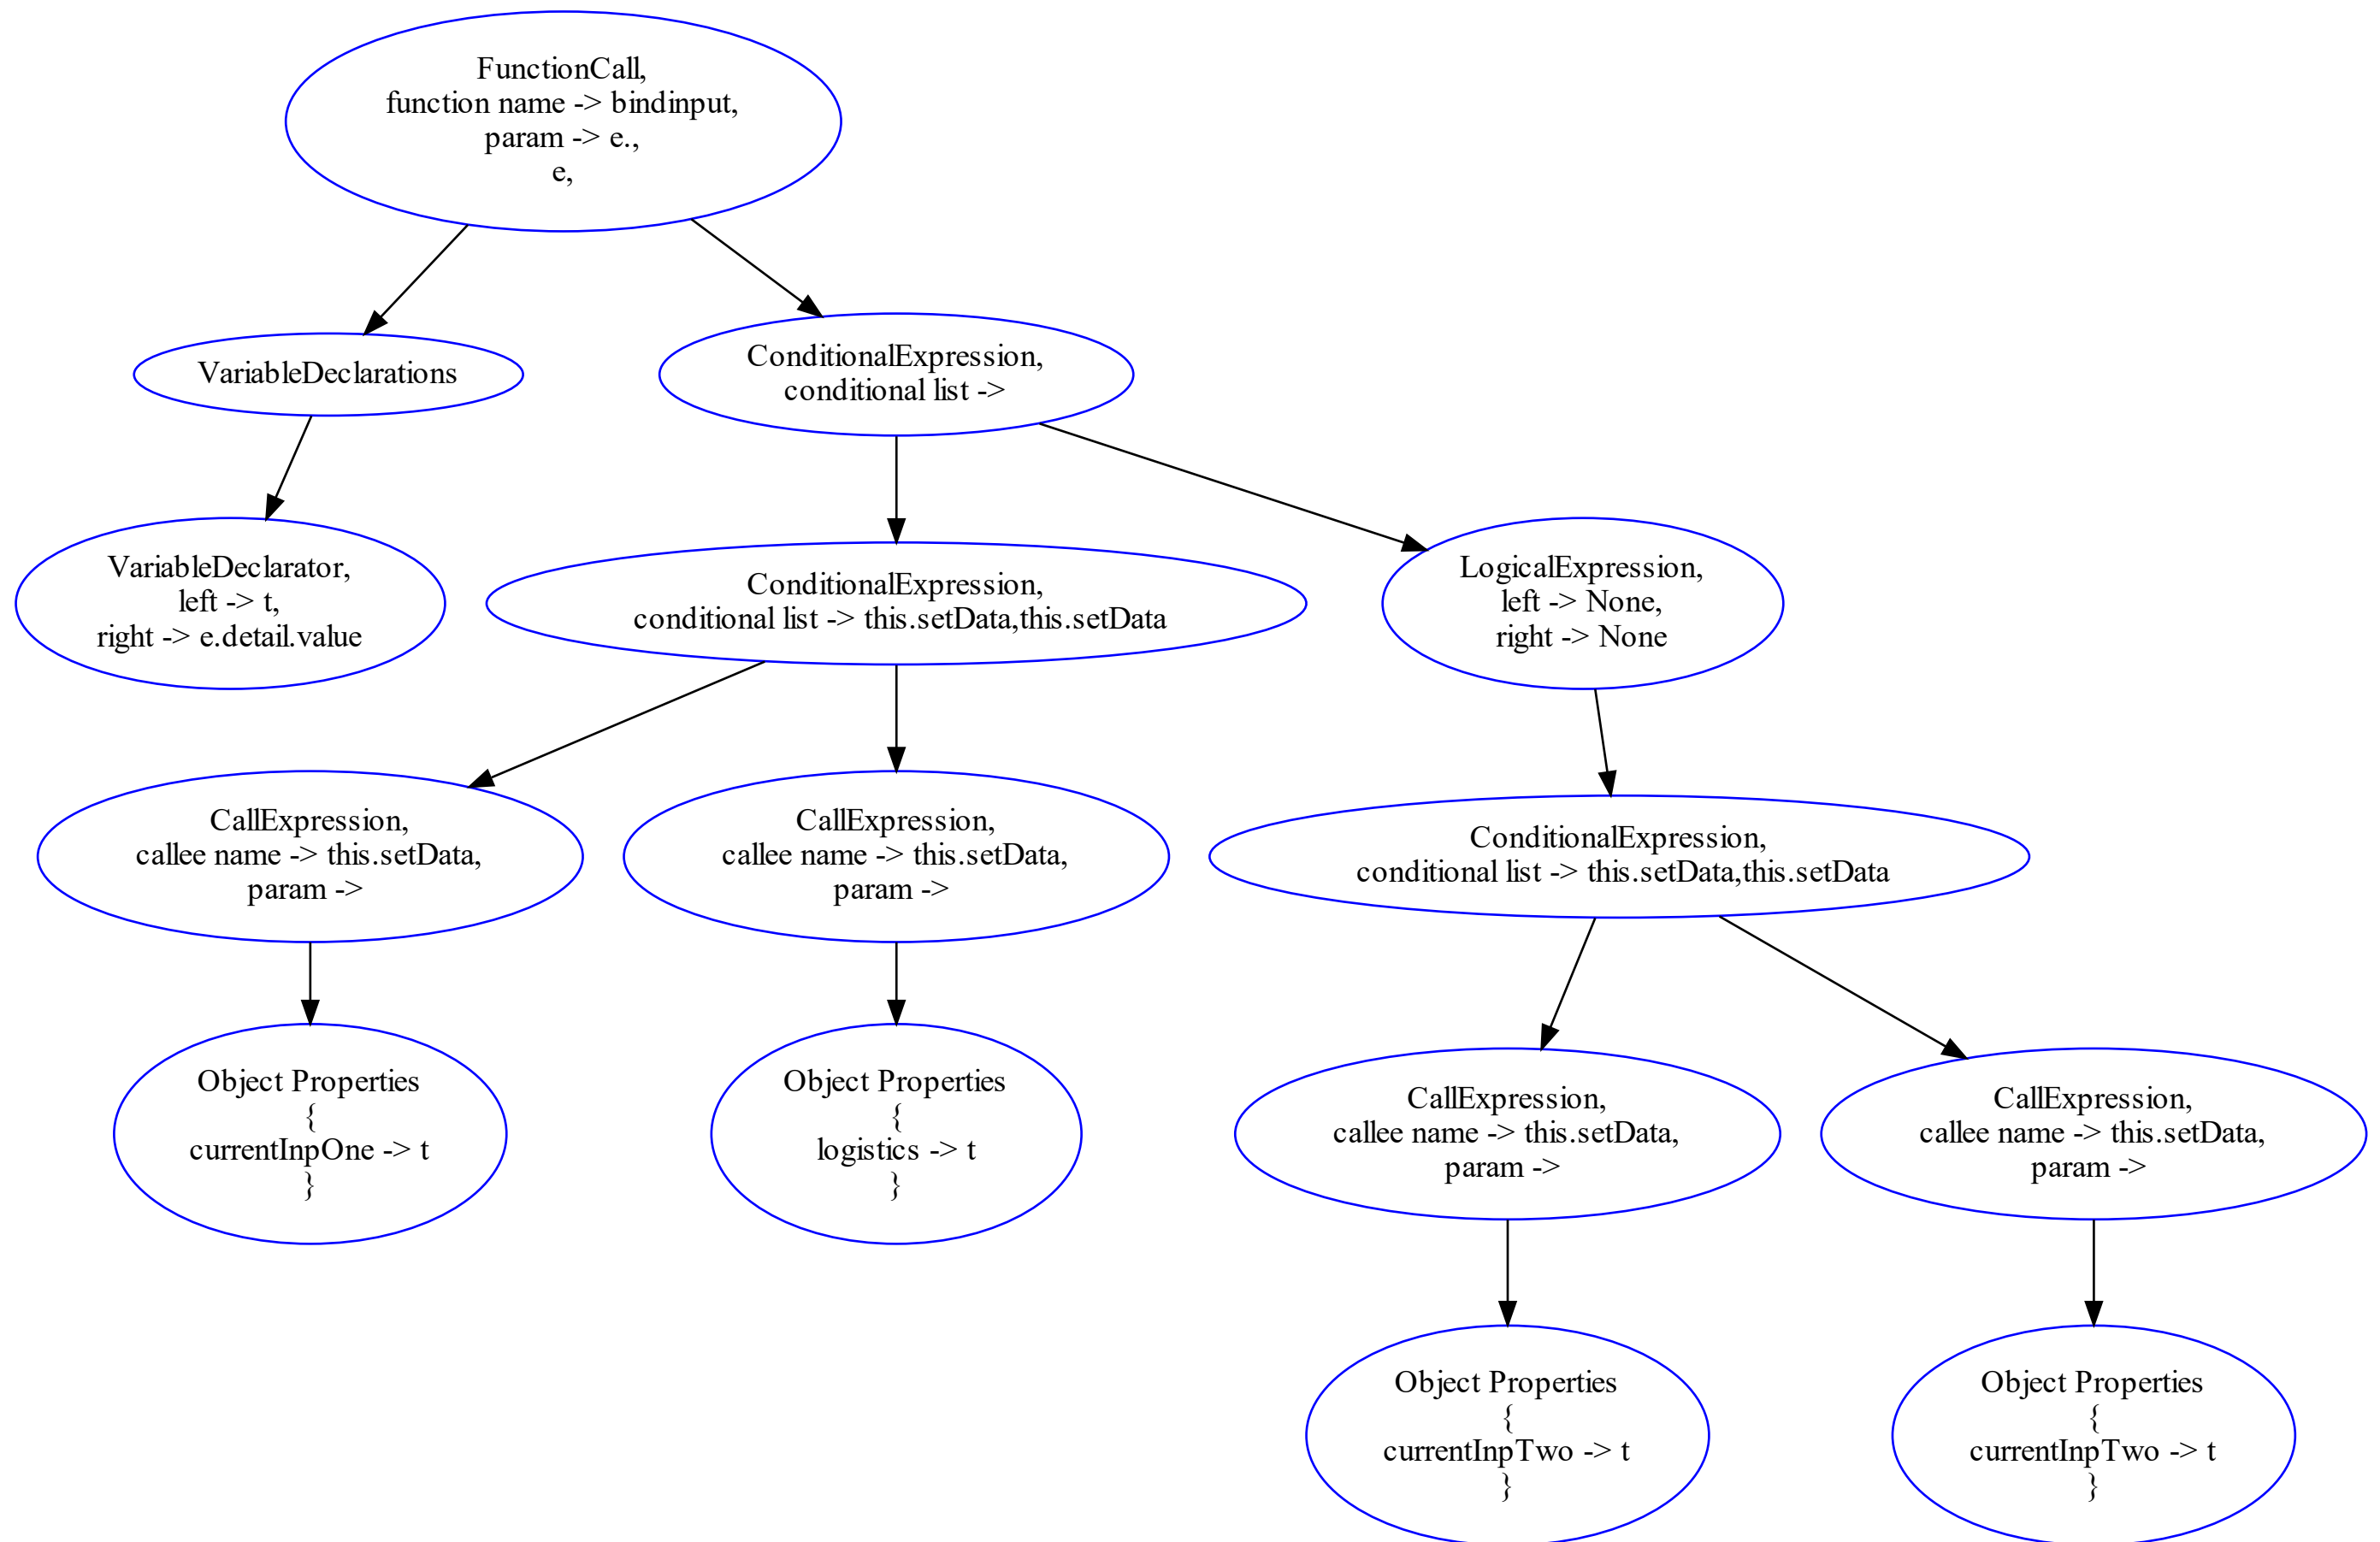 FunctionCall,
function name -> bindinput,
param -> e.,
e,
VariableDeclarations
ConditionalExpression,
conditional list ->
VariableDeclarator,
left -> t,
right -> e.detail.value
ConditionalExpression,
conditional list -> this.setData,this.setData
LogicalExpression,
left -> None,
right -> None
CallExpression,
callee name -> this.setData,
param ->
CallExpression,
callee name -> this.setData,
param ->
ConditionalExpression,
conditional list -> this.setData,this.setData
Object Properties
{
currentInpOne -> t
}
Object Properties
{
logistics -> t
}
CallExpression,
callee name -> this.setData,
param ->
CallExpression,
callee name -> this.setData,
param ->
Object Properties
{
currentInpTwo -> t
}
Object Properties
{
currentInpTwo -> t
}